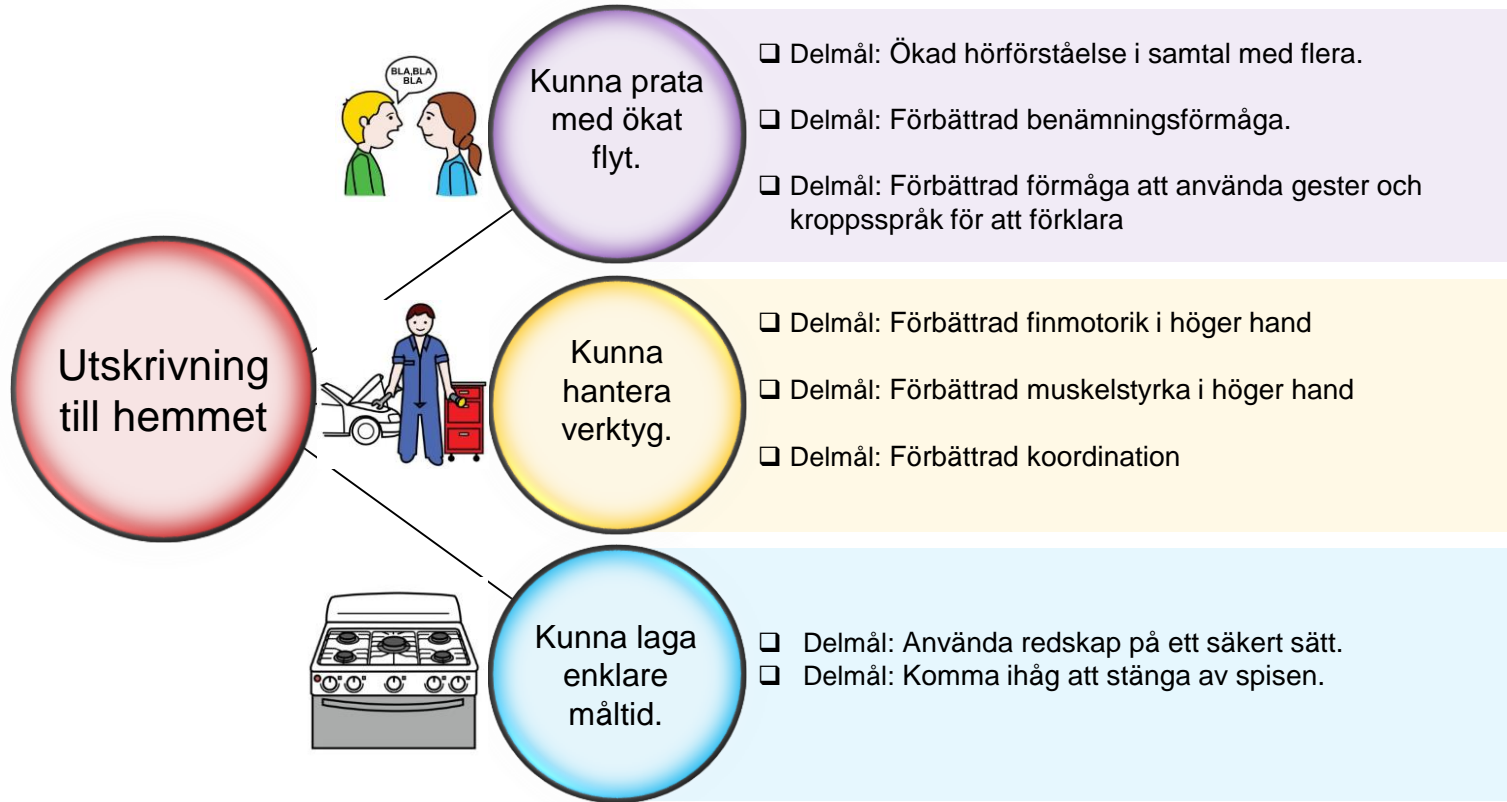 Utskrivning
till hemmet
BLA,BLA
BLA
Kunna prata
med ökat
flyt.
❑ Delmål: Ökad hörförståelse i samtal med flera.
❑ Delmål: Förbättrad benämningsförmåga.
❑ Delmål: Förbättrad förmåga att använda gester och
kroppsspråk för att förklara
Kunna
hantera
verktyg.
❑ Delmål: Förbättrad finmotorik i höger hand
❑ Delmål: Förbättrad muskelstyrka i höger hand
❑ Delmål: Förbättrad koordination
Kunna laga
enklare
måltid.
❑ Delmål: Använda redskap på ett säkert sätt.
❑ Delmål: Komma ihåg att stänga av spisen.